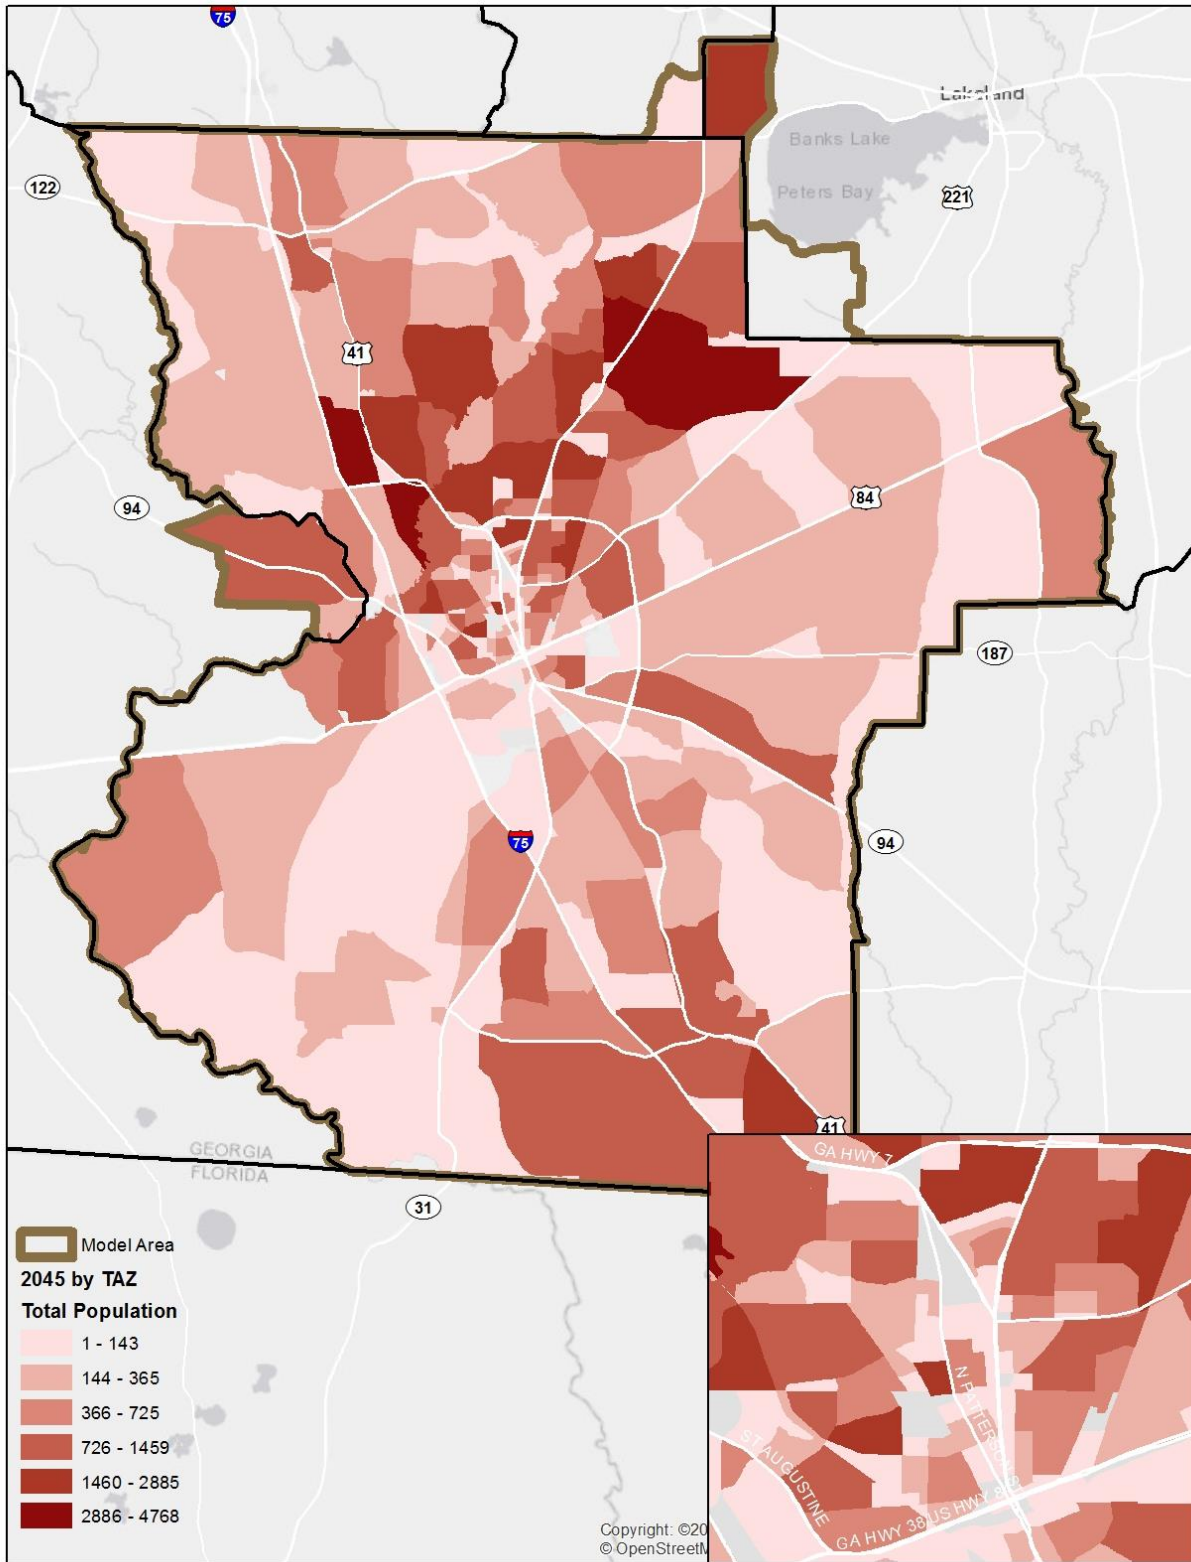 75
Lakeland
Banks Lake
122
Peters Bay
221
41
94
84
187
75
94
41
GEORGIA
FLORIDA
31
Model Area
2045 by TAZ
Total Population
1 - 143
144 - 365
366 - 725
726 - 1459
1460 - 2885
2886 - 4768
GA HWY 7
N PATTERSON S
ST AUGUSTINE
GA HWY 38 US HWY 8
Copyright: ©20
© OpenStreetM